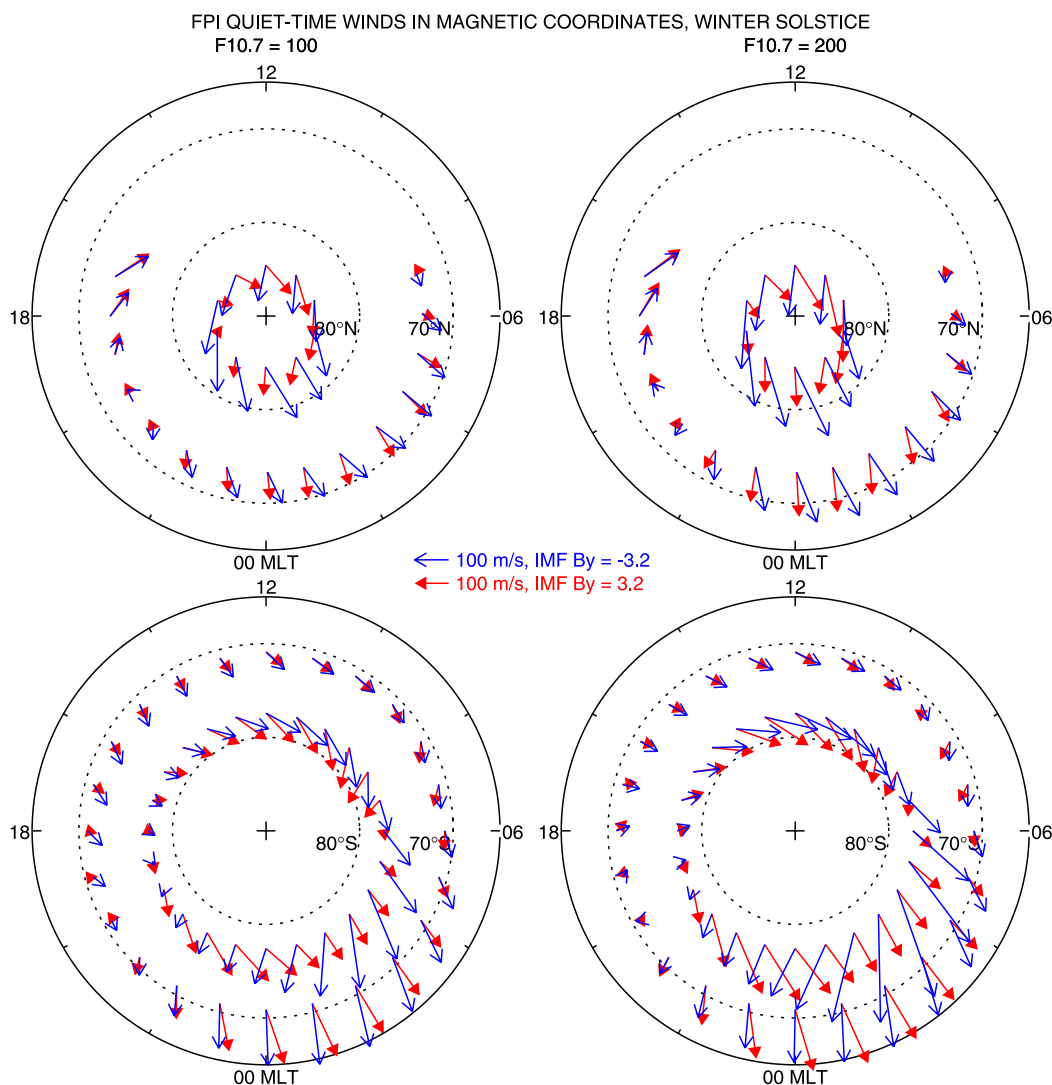 FPI QUIET-TIME WINDS IN MAGNETIC COORDINATES, WINTER SOLSTICE
F10.7 = 100
F10.7 = 200
12
12
18
80°N
70°N
06
18
80°N
70°N
06
00 MLT
00 MLT
100 m/s, IMF By = -3.2
100 m/s, IMF By = 3.2
12
12
18
80°S
70°S
06
18
80°S
70°S
06
00 MLT
00 MLT